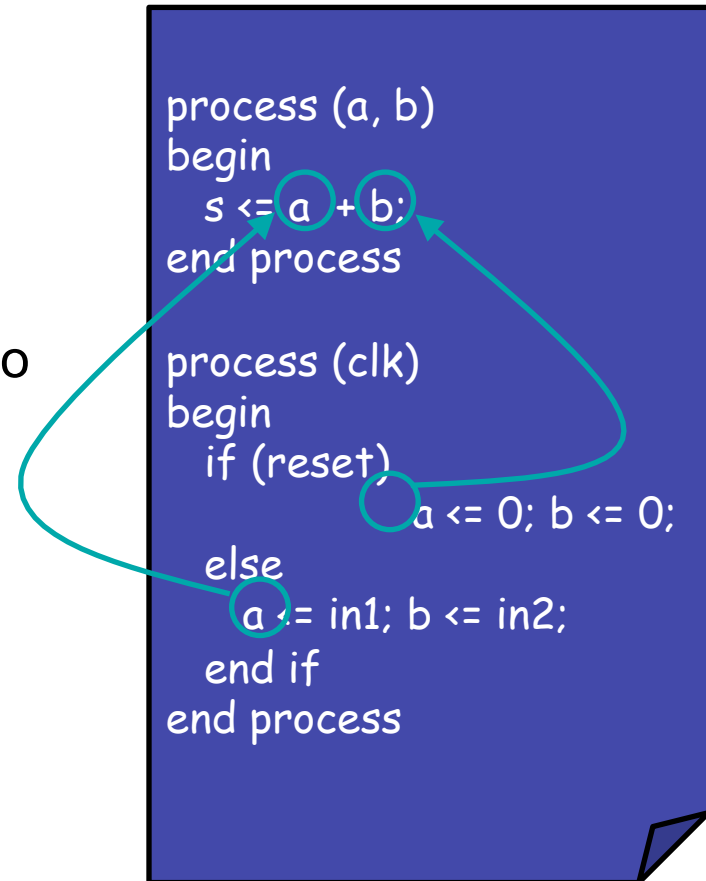 process (a, b)
begin
s <= a + b;
end process
o
process (clk)
begin
if (reset)
a <= 0; b <= 0;
else
a <= in1; b <= in2;
end if
end process